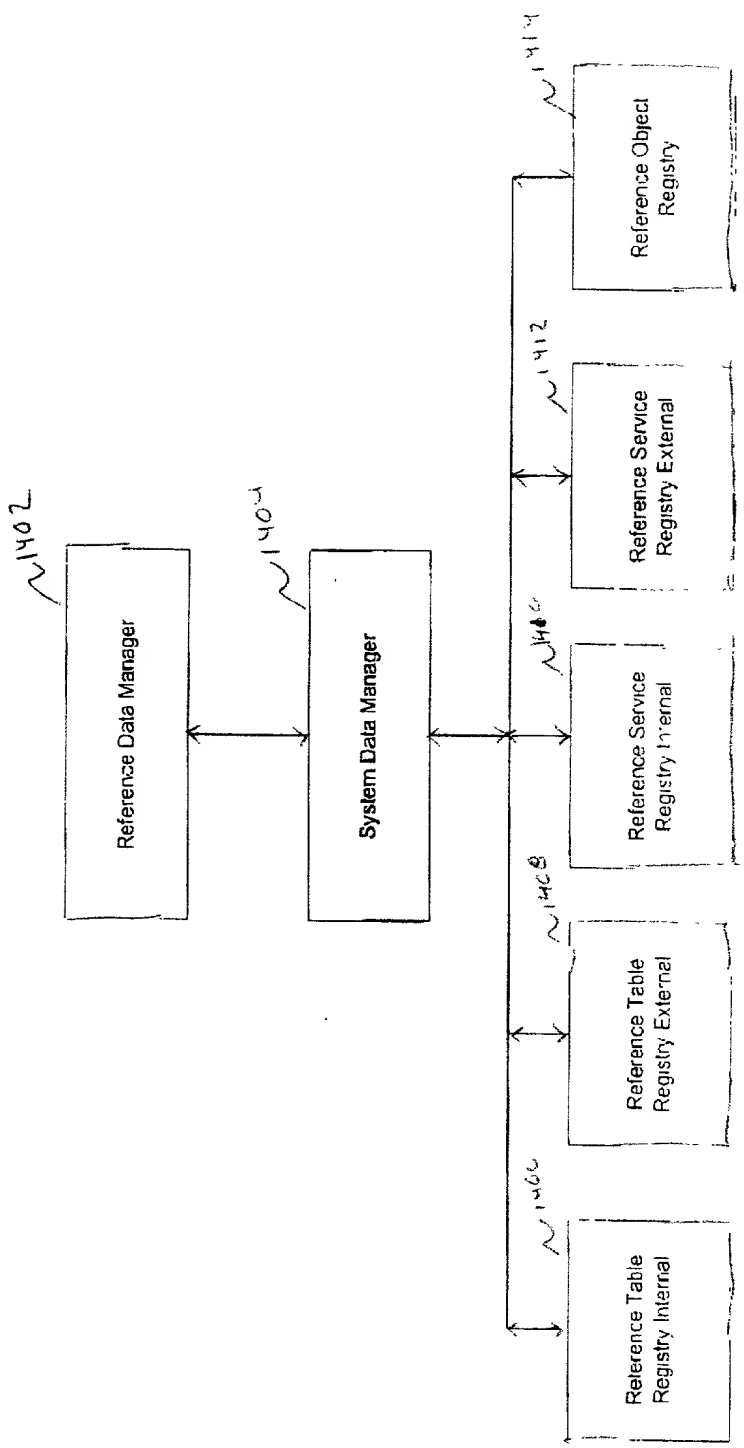 1402
Reference Data Manager
1404
System Data Manager
Reference Table
Registry Internal
1408
Reference Table
Registry External
Reference Service
Registry Internal
1412
Reference Service
Registry External
1414
Reference Object
Registry